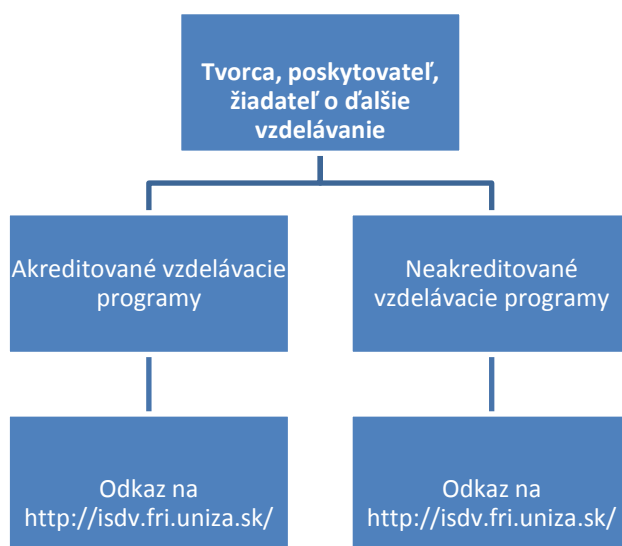 Tvorca, poskytovateľ,
žiadateľ o ďalšie
vzdelávanie
Akreditované vzdelávacie
programy
Neakreditované
vzdelávacie programy
Odkaz na
http://isdv.fri.uniza.sk/
Odkaz na
http://isdv.fri.uniza.sk/